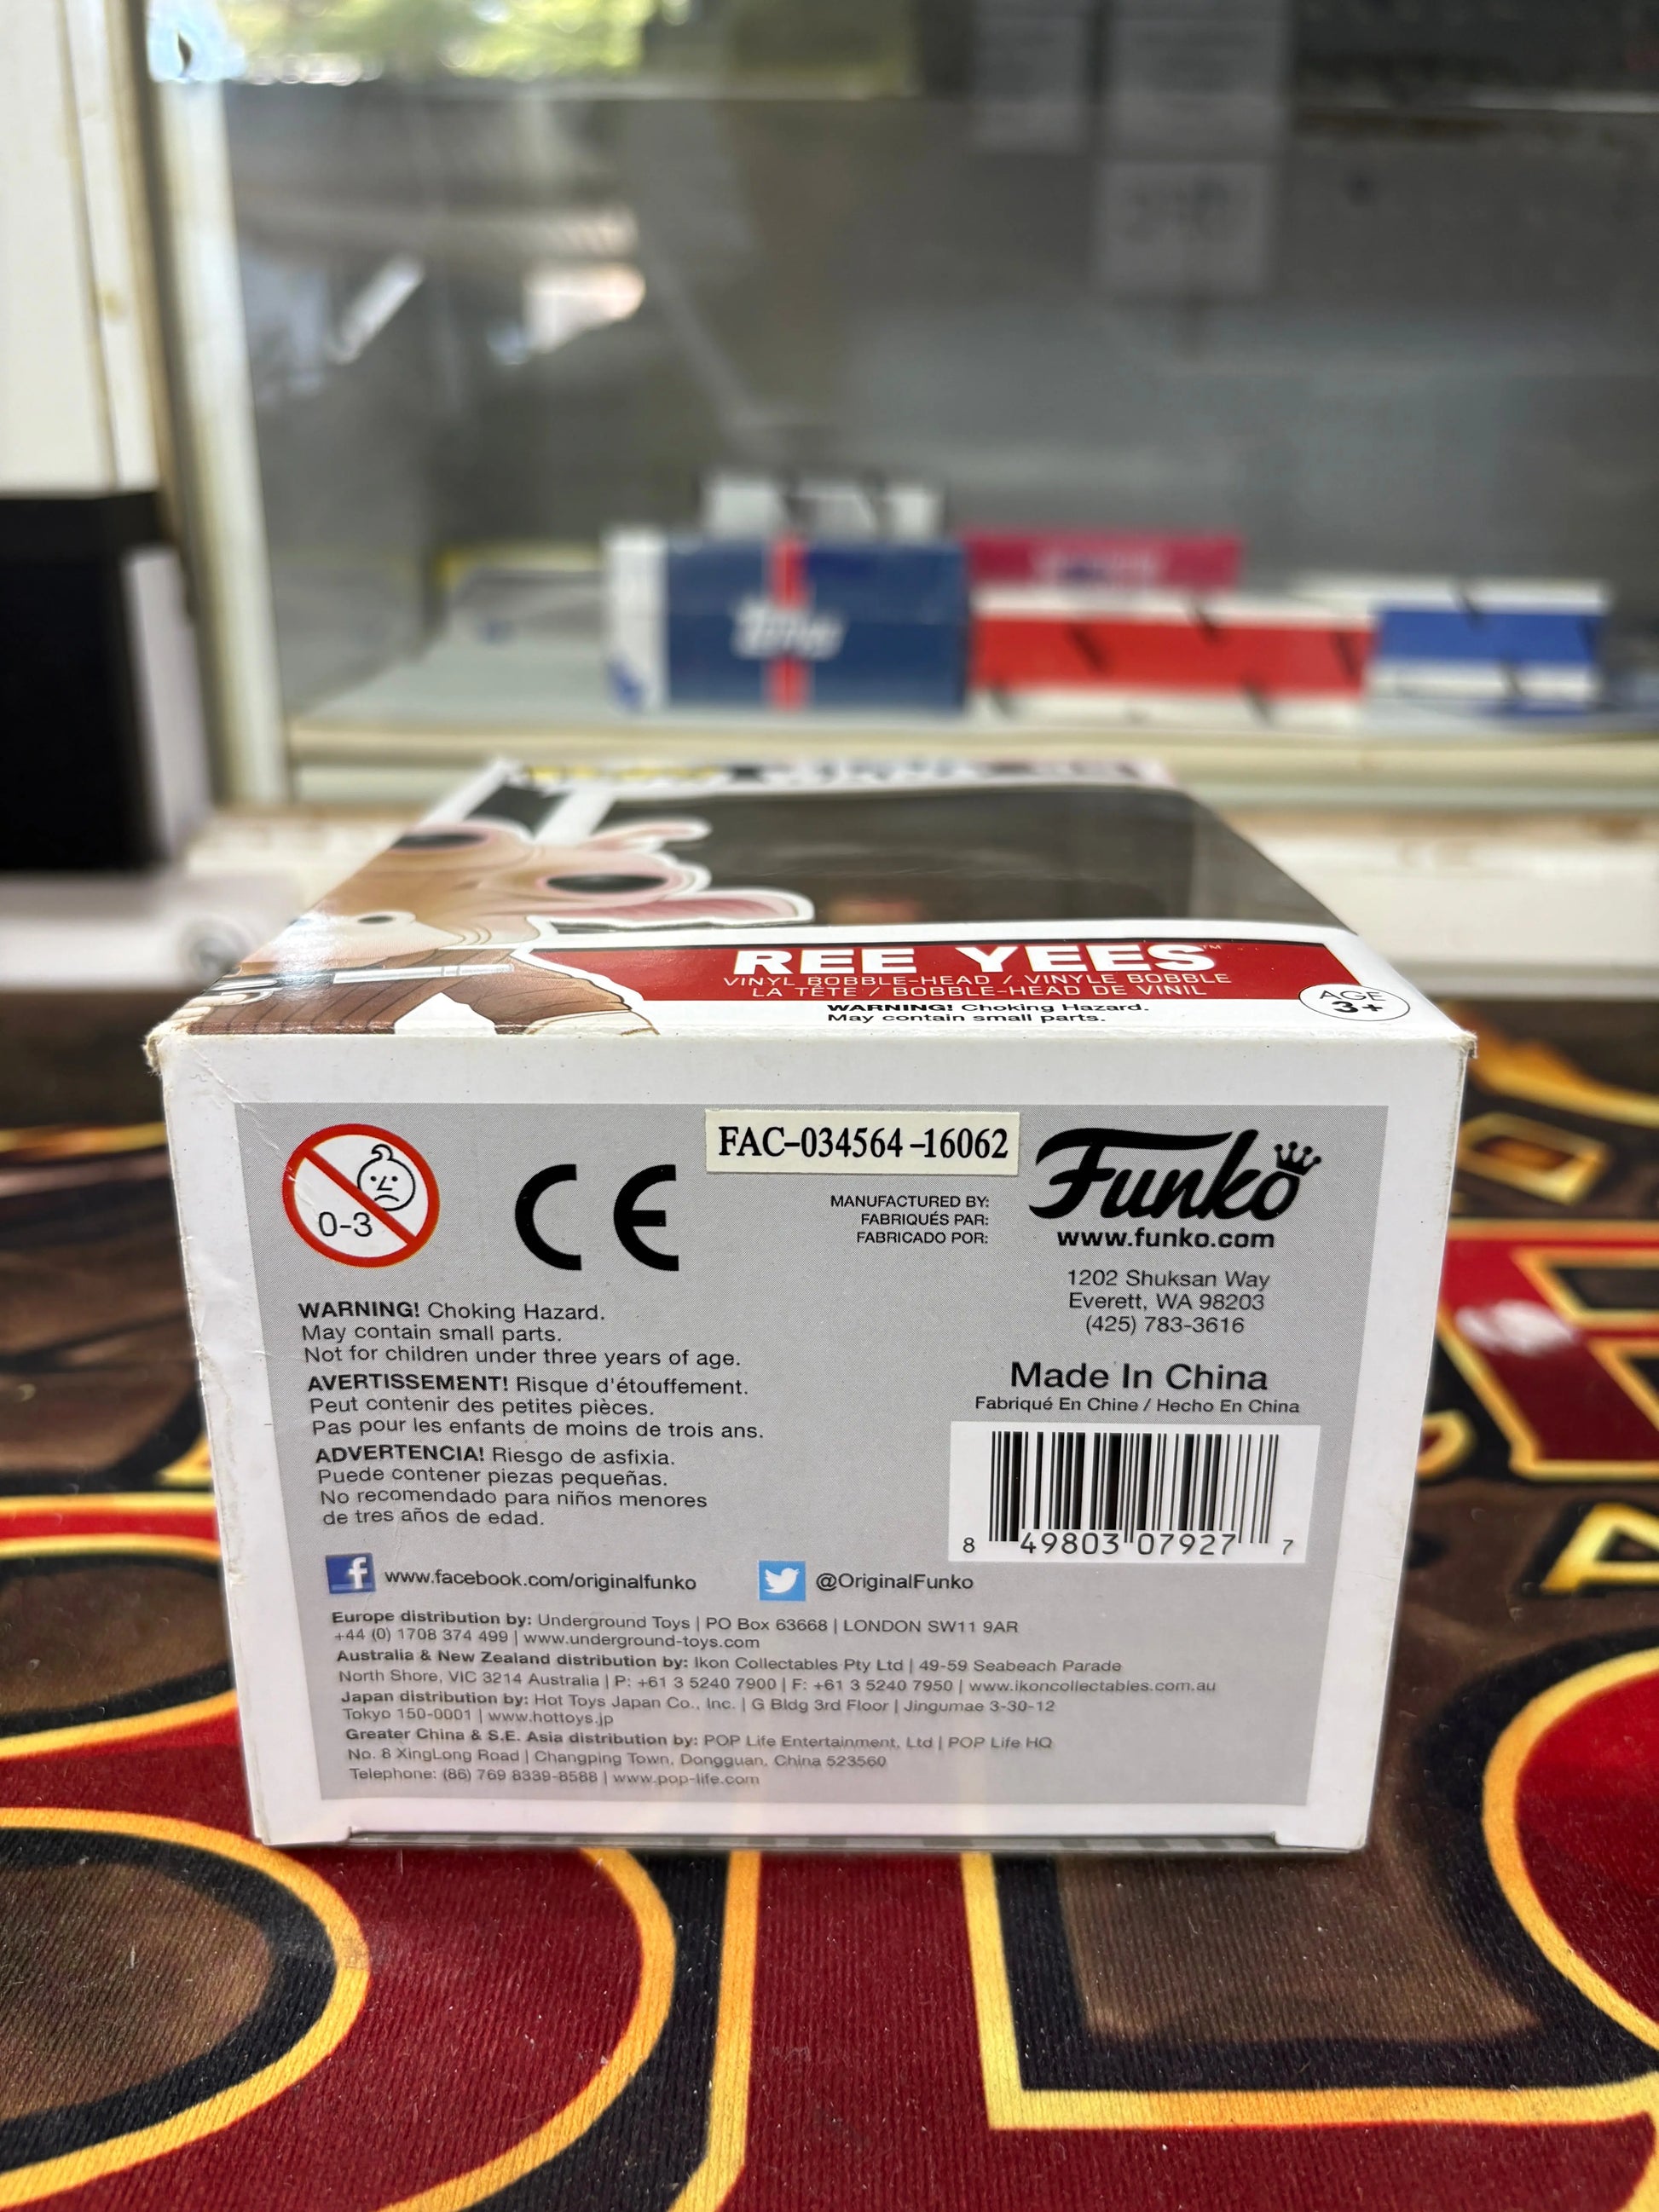 Topps
REE YEES™
VINYL BOBBLE-HEAD / VINYLE BOBBLE
LA TÊTE / BOBBLE-HEAD DE VINIL
WARNING! Choking Hazard.
May contain small parts.
AGE
3+
FAC-034564-16062
0-3
CE
MANUFACTURED BY:
FABRIQUÉS PAR:
FABRICADO POR:
Funko
www.funko.com
1202 Shuksan Way
Everett, WA 98203
(425) 783-3616
WARNING! Choking Hazard.
May contain small parts.
Not for children under three years of age.
AVERTISSEMENT! Risque d'étouffement.
Peut contenir des petites pièces.
Pas pour les enfants de moins de trois ans.
ADVERTENCIA! Riesgo de asfixia.
Puede contener piezas pequeñas.
No recomendado para niños menores
de tres años de edad.
Made In China
Fabriqué En Chine / Hecho En China
8 49803 07927 7
f www.facebook.com/originalfunko
@OriginalFunko
Europe distribution by: Underground Toys | PO Box 63668 | LONDON SW11 9AR
+44 (0) 1708 374 499 | www.underground-toys.com
Australia & New Zealand distribution by: Ikon Collectables Pty Ltd | 49-59 Seabeach Parade
North Shore, VIC 3214 Australia | P: +61 3 5240 7900 | F: +61 3 5240 7950 | www.ikoncollectables.com.au
Japan distribution by: Hot Toys Japan Co., Inc. | G Bldg 3rd Floor | Jingumae 3-30-12
Tokyo 150-0001 | www.hottoys.jp
Greater China & S.E. Asia distribution by: POP Life Entertainment, Ltd | POP Life HQ
No. 8 XingLong Road | Changping Town, Dongguan, China 523560
Telephone: (86) 769 8339-8588 | www.pop-life.com